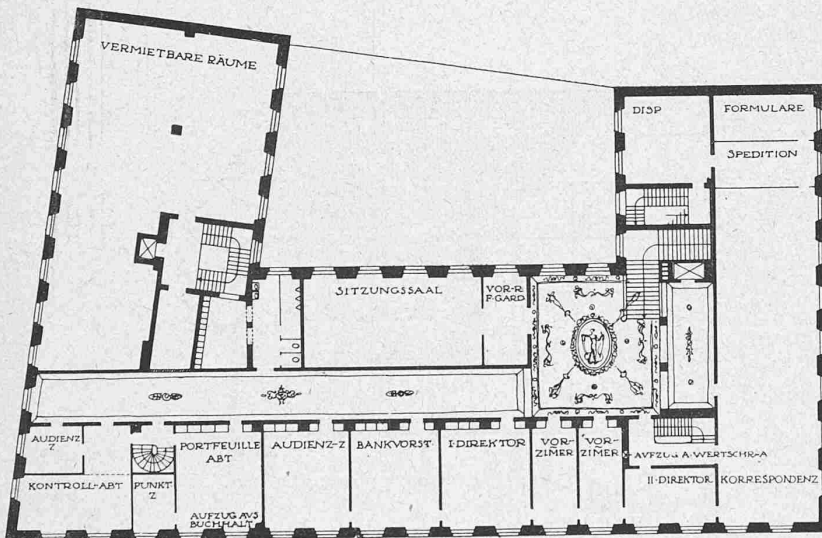 VERMIETBARE RÄUME
DISP
FORMULARE
SPEDITION
SITZUNGSSAAL
VOR-R
F-GARD
AUDIENZ
Z
PORTFEUILLE
ABT
AUDIENZ-Z
BANKVORST
I·DIREKTOR
VOR-
ZIMER
VOR-
ZIMER
AUFZUG A·WERTSCHR-A
KONTROLL-ABT
PUNKT
Z
AUFZUG AUS
BUCHHALT
II·DIREKTOR
KORRESPONDENZ